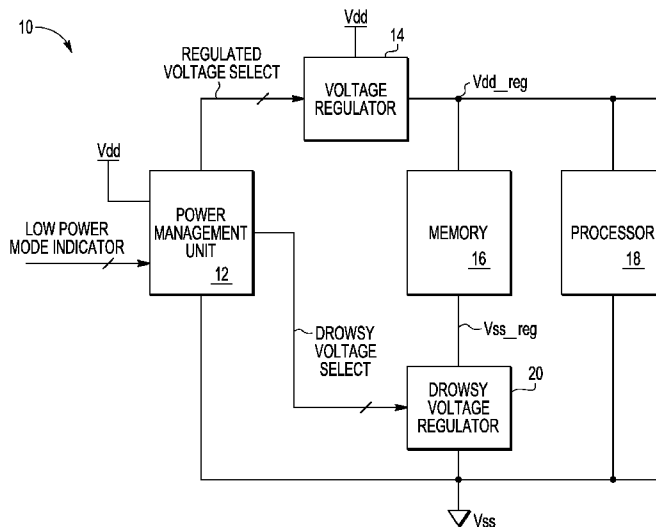 10
Vdd
14
REGULATED
VOLTAGE SELECT
VOLTAGE
REGULATOR
Vdd_reg
Vdd
LOW POWER
MODE INDICATOR
POWER
MANAGEMENT
UNIT
12
MEMORY
16
PROCESSOR
18
Vss_reg
DROWSY
VOLTAGE
SELECT
20
DROWSY
VOLTAGE
REGULATOR
Vss